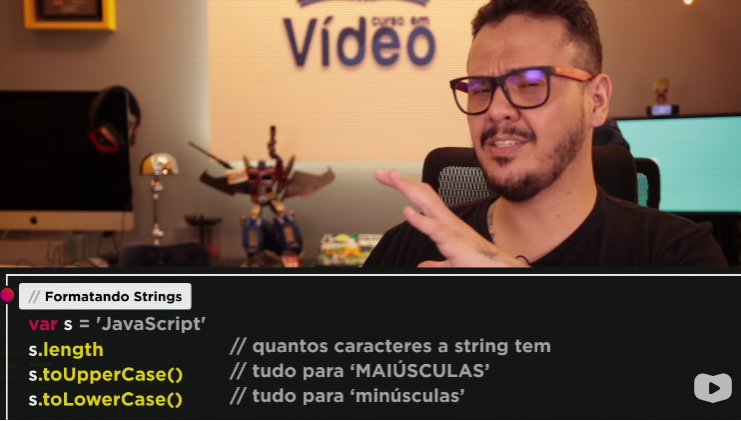 curso em
Vídeo
// Formatando Strings
var s = 'JavaScript'
s.length // quantos caracteres a string tem
s.toUpperCase() // tudo para ‘MAIÚSCULAS’
s.toLowerCase() // tudo para ‘minúsculas’